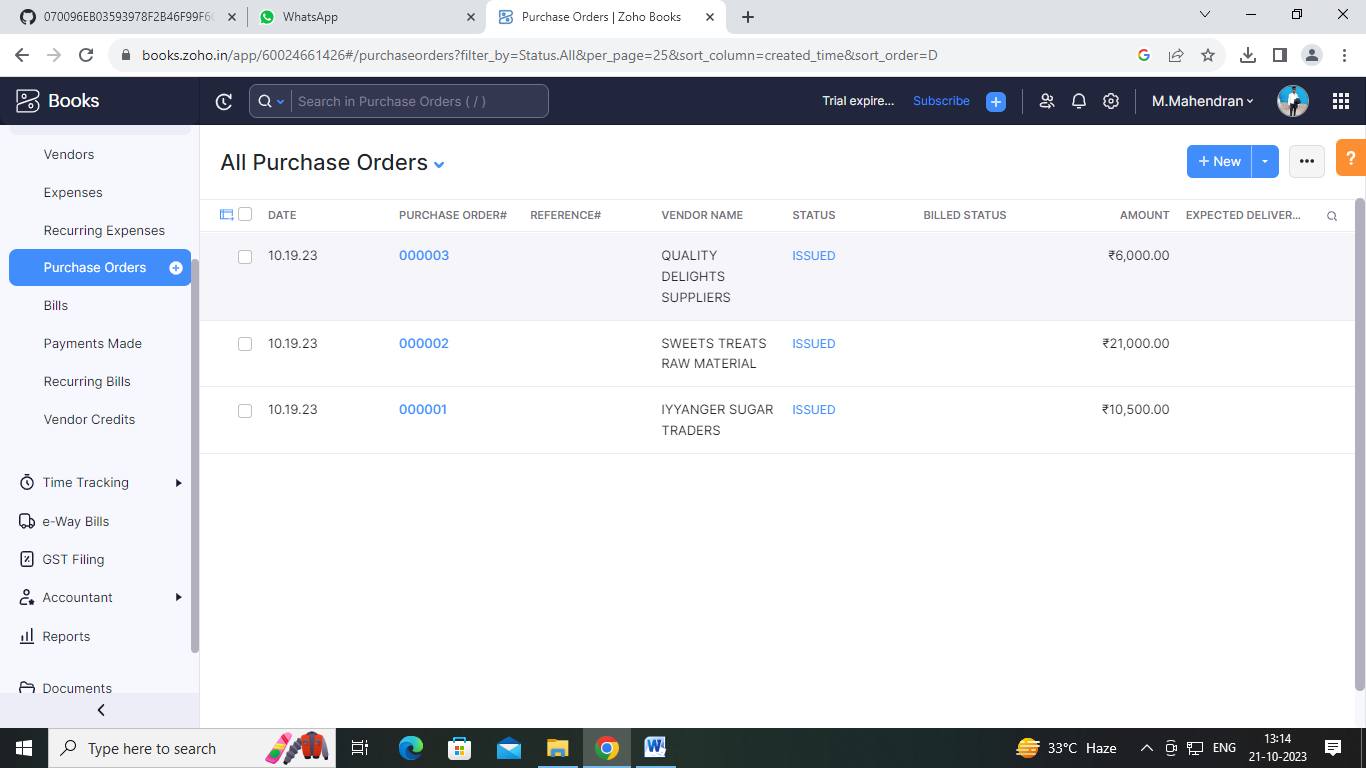 070096EB03593978F2B46F99F6
WhatsApp
Purchase Orders | Zoho Books
books.zoho.in/app/60024661426#/purchaseorders?filter_by=Status.All&per_page=25&sort_column=created_time&sort_order=D
Books
Search in Purchase Orders ( / )
Trial expire...
Subscribe
M.Mahendran
Vendors
Expenses
Recurring Expenses
Purchase Orders
Bills
Payments Made
Recurring Bills
Vendor Credits
Time Tracking
e-Way Bills
GST Filing
Accountant
Reports
Documents
All Purchase Orders
+ New
?
DATE PURCHASE ORDER# REFERENCE# VENDOR NAME STATUS BILLED STATUS AMOUNT EXPECTED DELIVER...
10.19.23 000003 QUALITY ISSUED ₹6,000.00
DELIGHTS
SUPPLIERS
10.19.23 000002 SWEETS TREATS ISSUED ₹21,000.00
RAW MATERIAL
10.19.23 000001 IYYANGER SUGAR ISSUED ₹10,500.00
TRADERS
Type here to search
33°C Haze
ENG
13:14
21-10-2023